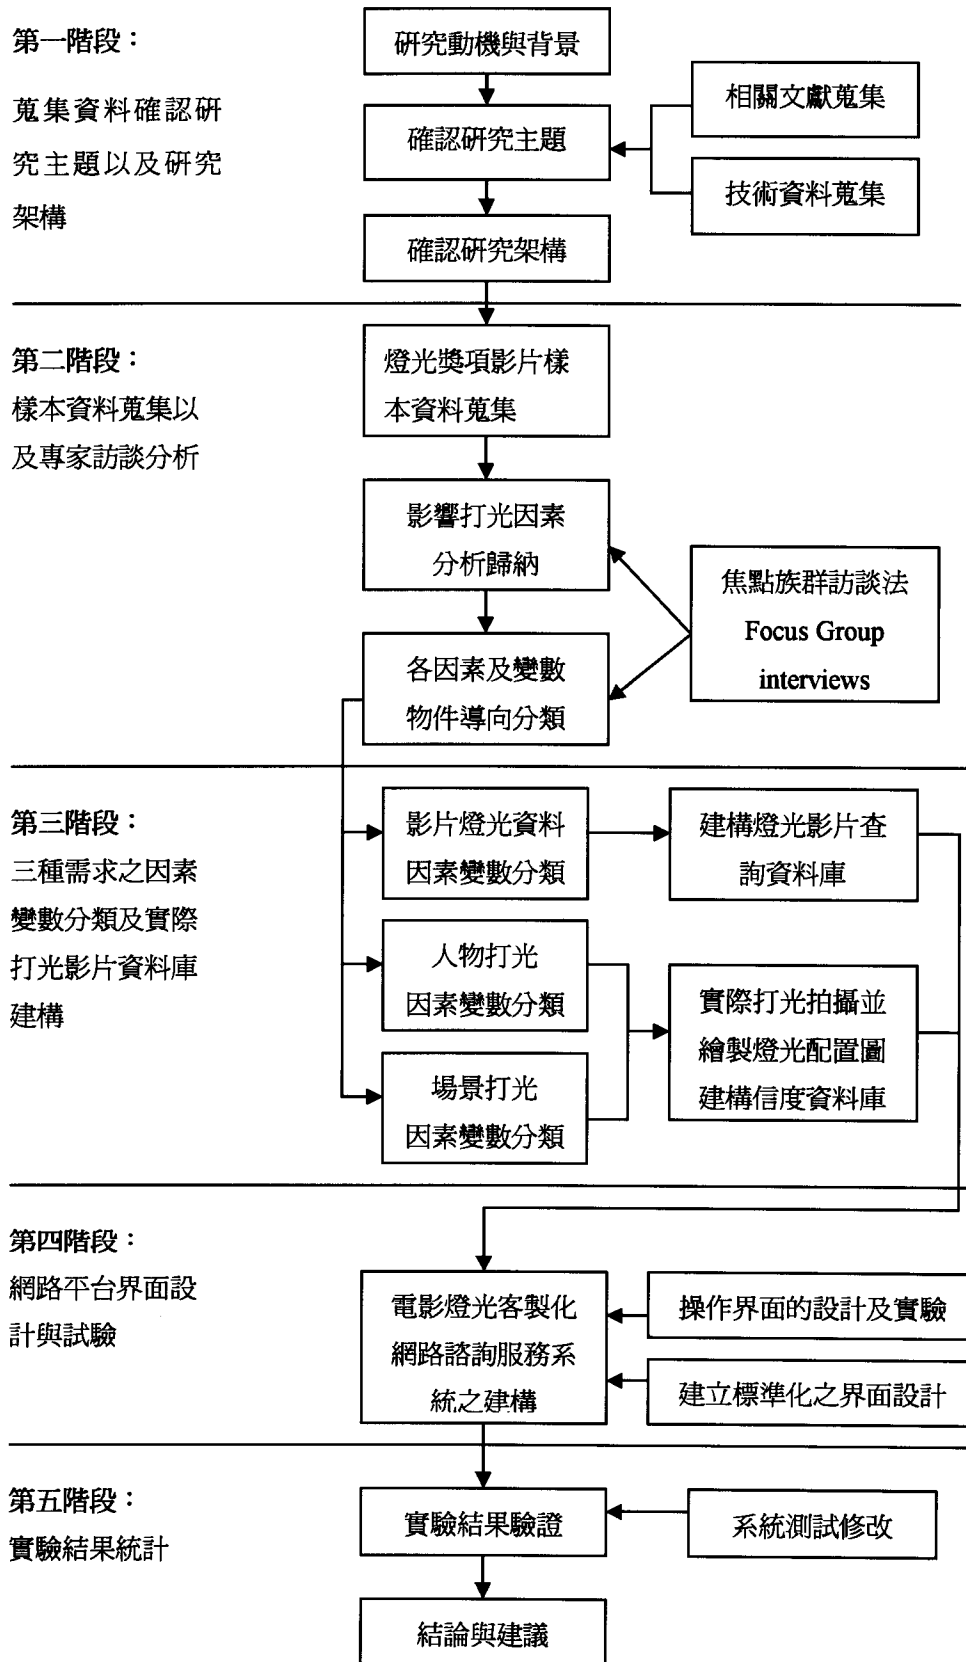 第一階段：
蒐集資料確認研
究主題以及研究
架構
研究動機與背景
確認研究主題
確認研究架構
相關文獻蒐集
技術資料蒐集
第二階段：
樣本資料蒐集以
及專家訪談分析
燈光獎項影片樣
本資料蒐集
影響打光因素
分析歸納
各因素及變數
物件導向分類
焦點族群訪談法
Focus Group
interviews
第三階段：
三種需求之因素
變數分類及實際
打光影片資料庫
建構
影片燈光資料
因素變數分類
人物打光
因素變數分類
場景打光
因素變數分類
建構燈光影片查
詢資料庫
實際打光拍攝並
繪製燈光配置圖
建構信度資料庫
第四階段：
網路平台界面設
計與試驗
電影燈光客製化
網路諮詢服務系
統之建構
操作界面的設計及實驗
建立標準化之界面設計
第五階段：
實驗結果統計
實驗結果驗證
系統測試修改
結論與建議